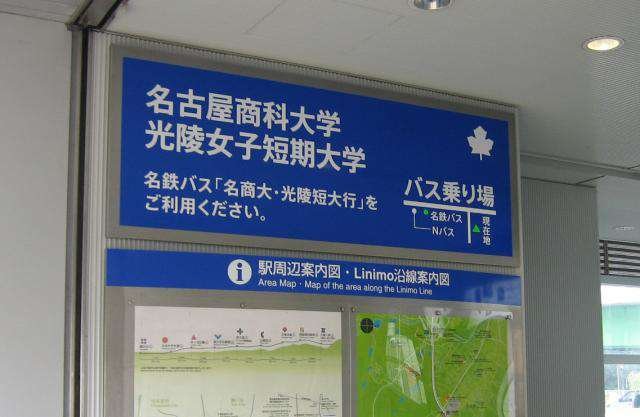 名古屋商科大学
光陵女子短期大学
名鉄バス「名商大・光陵短大行」を
ご利用ください。
バス乗り場
名鉄バス
Nバス
現在地
i 駅周辺案内図・Linimo沿線案内図
Area Map・Map of the area along the Linimo Line